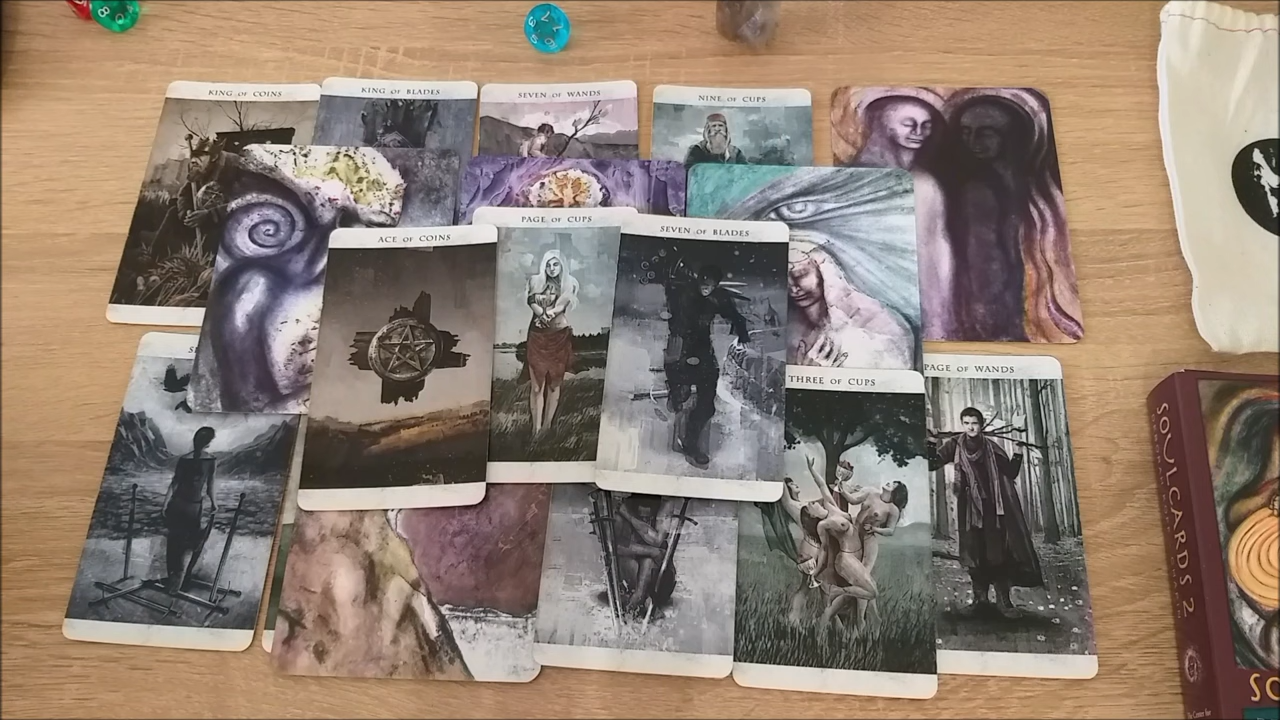 8
KING OF COINS
KING OF BLADES
SEVEN OF WANDS
NINE OF CUPS
ACE OF COINS
PAGE OF CUPS
SEVEN OF BLADES
THREE OF CUPS
PAGE OF WANDS
SOULCARDS 2